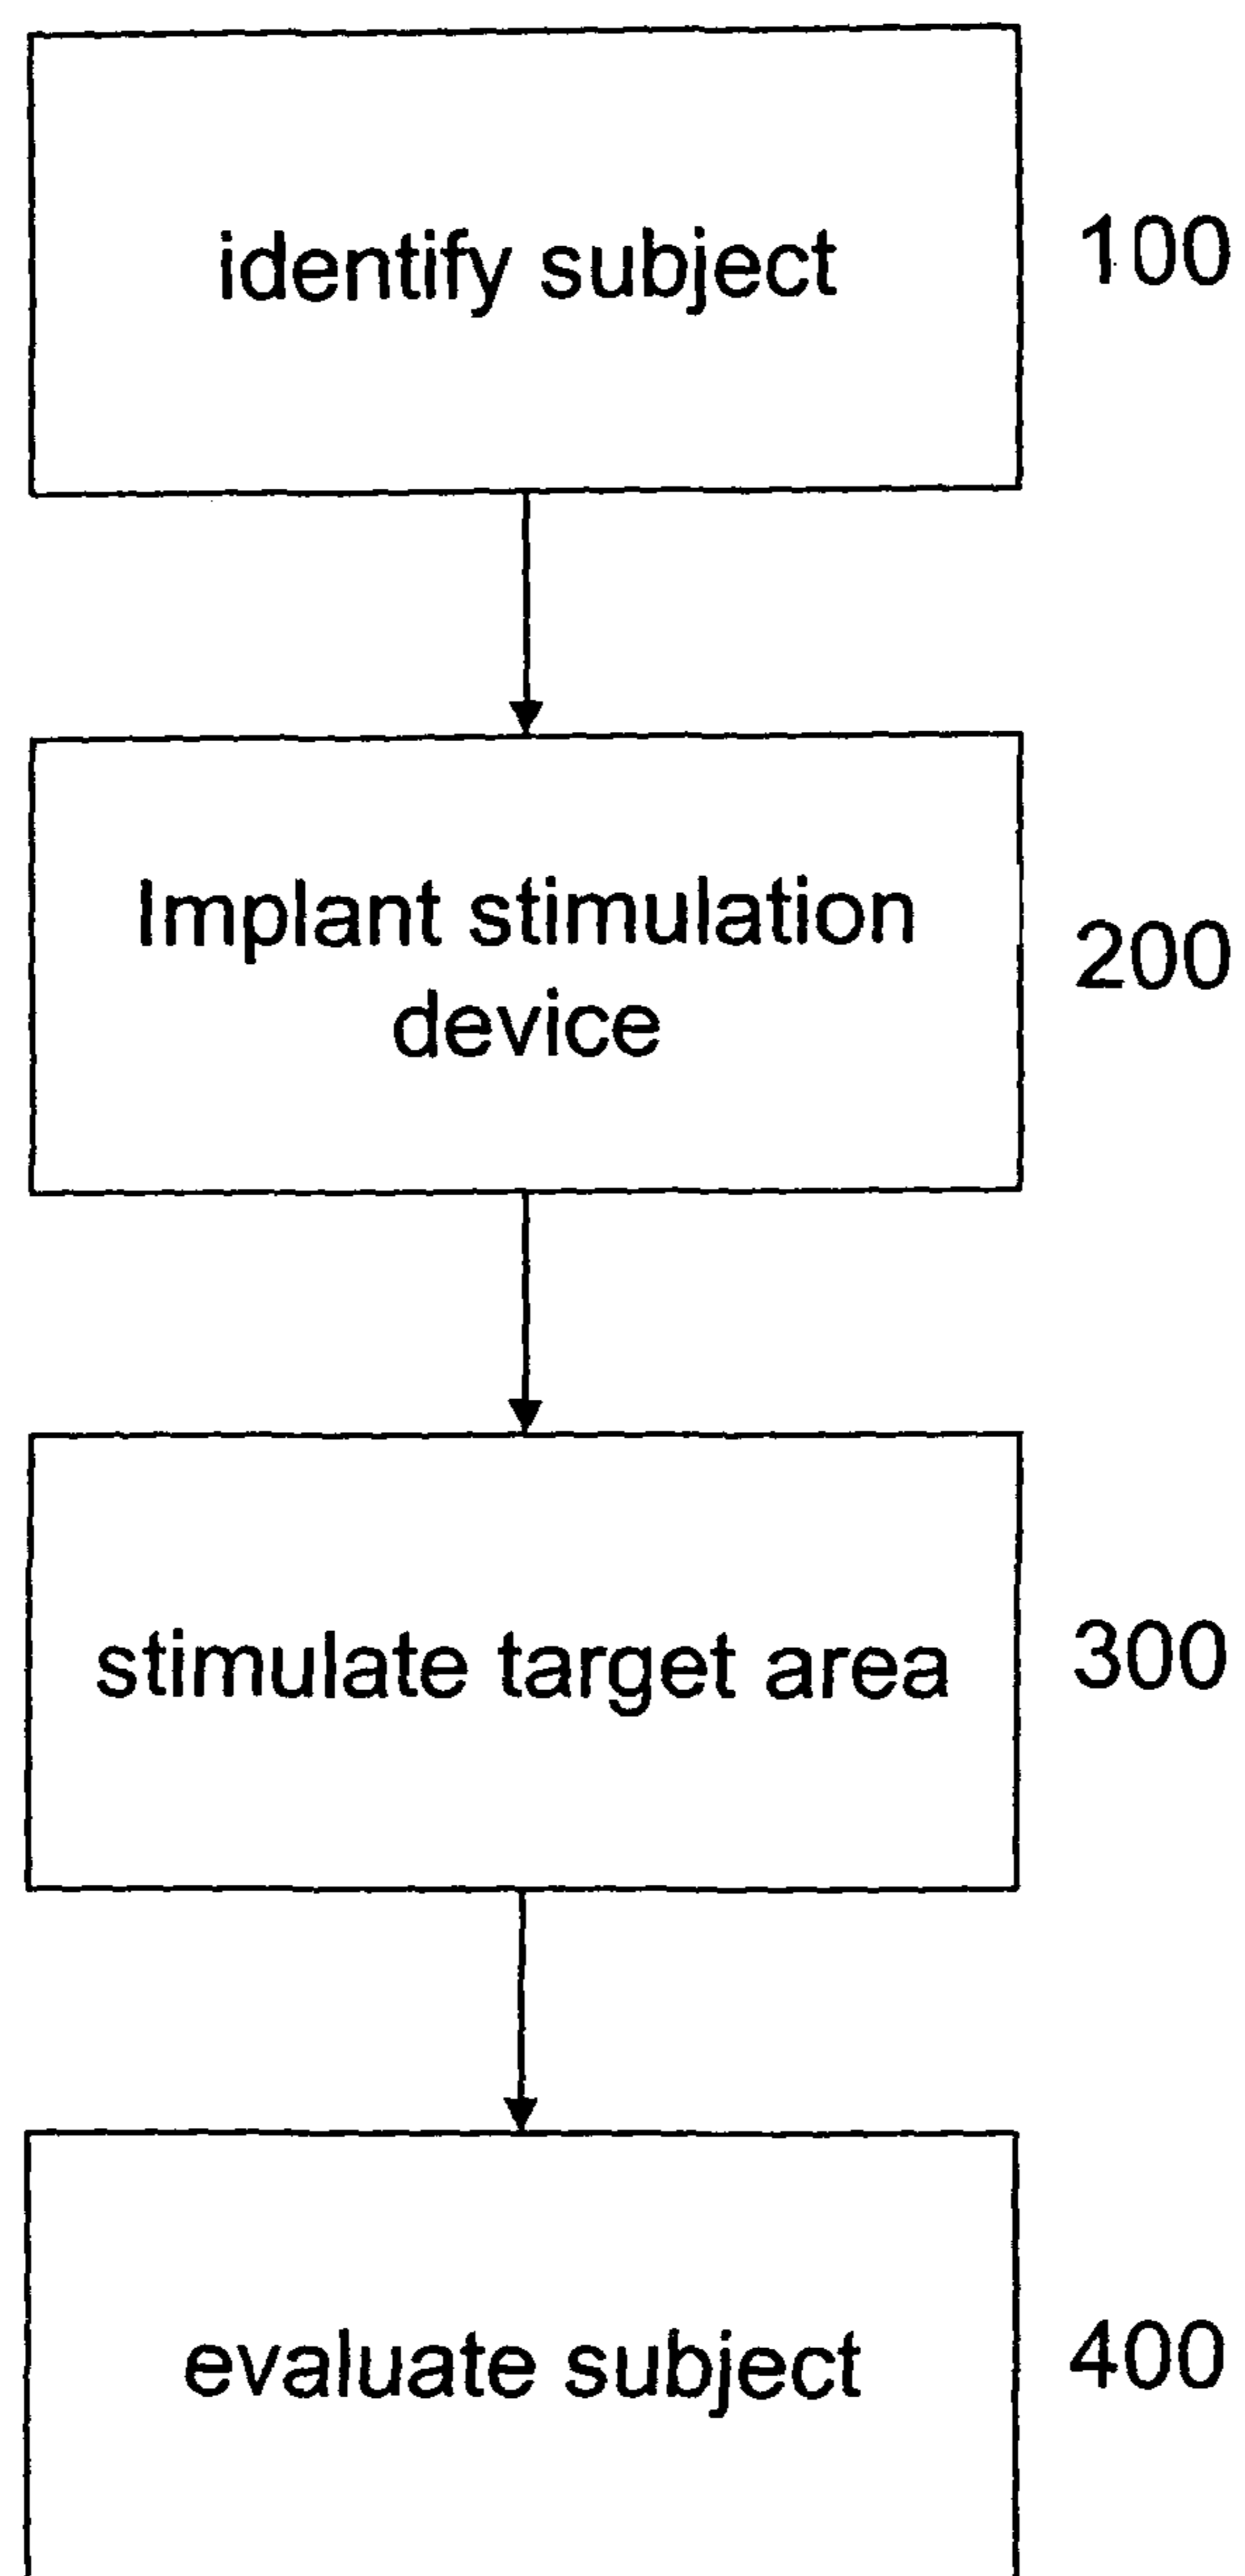 identify subject
100
Implant stimulation
device
200
stimulate target area
300
evaluate subject
400